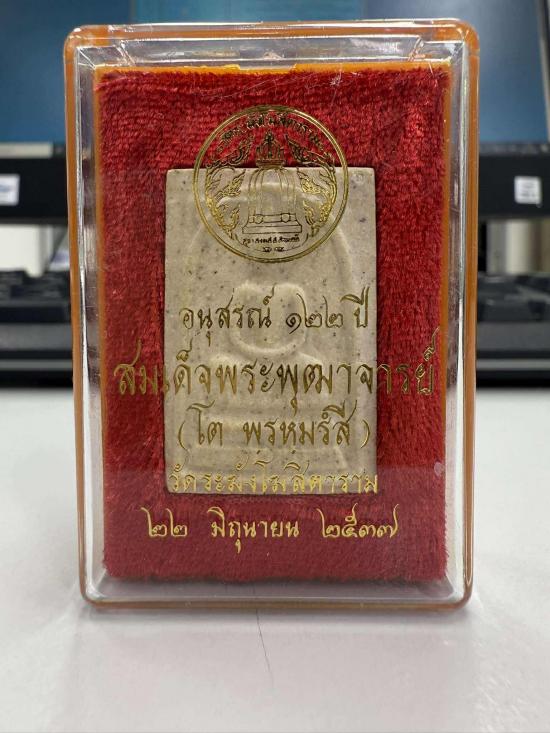 อนุสรณ์ ๑๒๒ ปี
สมเด็จพระพุฒาจารย์
(โต พฺรหฺมรํสี)
วัดระฆังโฆสิตาราม
๒๒ มิถุนายน ๒๕๓๗